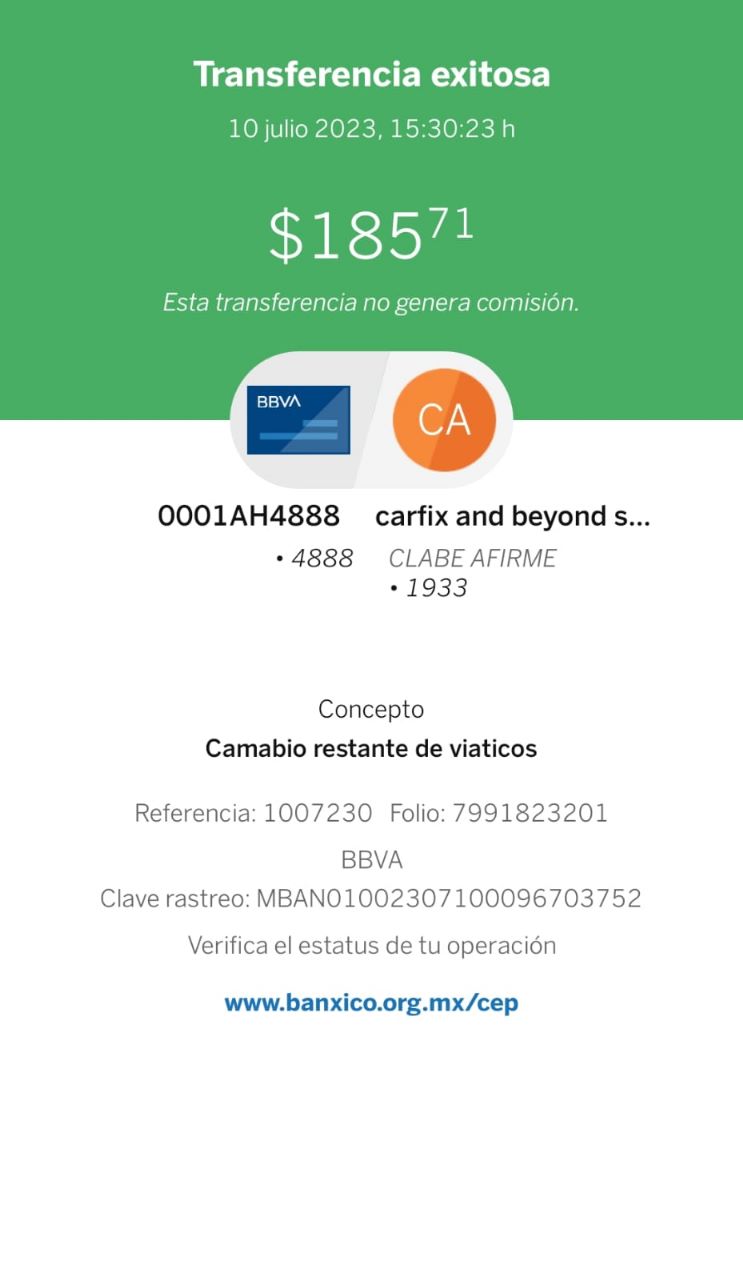 Transferencia exitosa
10 julio 2023, 15:30:23 h
$185 71
Esta transferencia no genera comisión.
BBVA
CA
0001AH4888 carfix and beyond s...
• 4888 CLABE AFIRME
• 1933
Concepto
Camabio restante de viaticos
Referencia: 1007230 Folio: 7991823201
BBVA
Clave rastreo: MBAN01002307100096703752
Verifica el estatus de tu operación
www.banxico.org.mx/cep